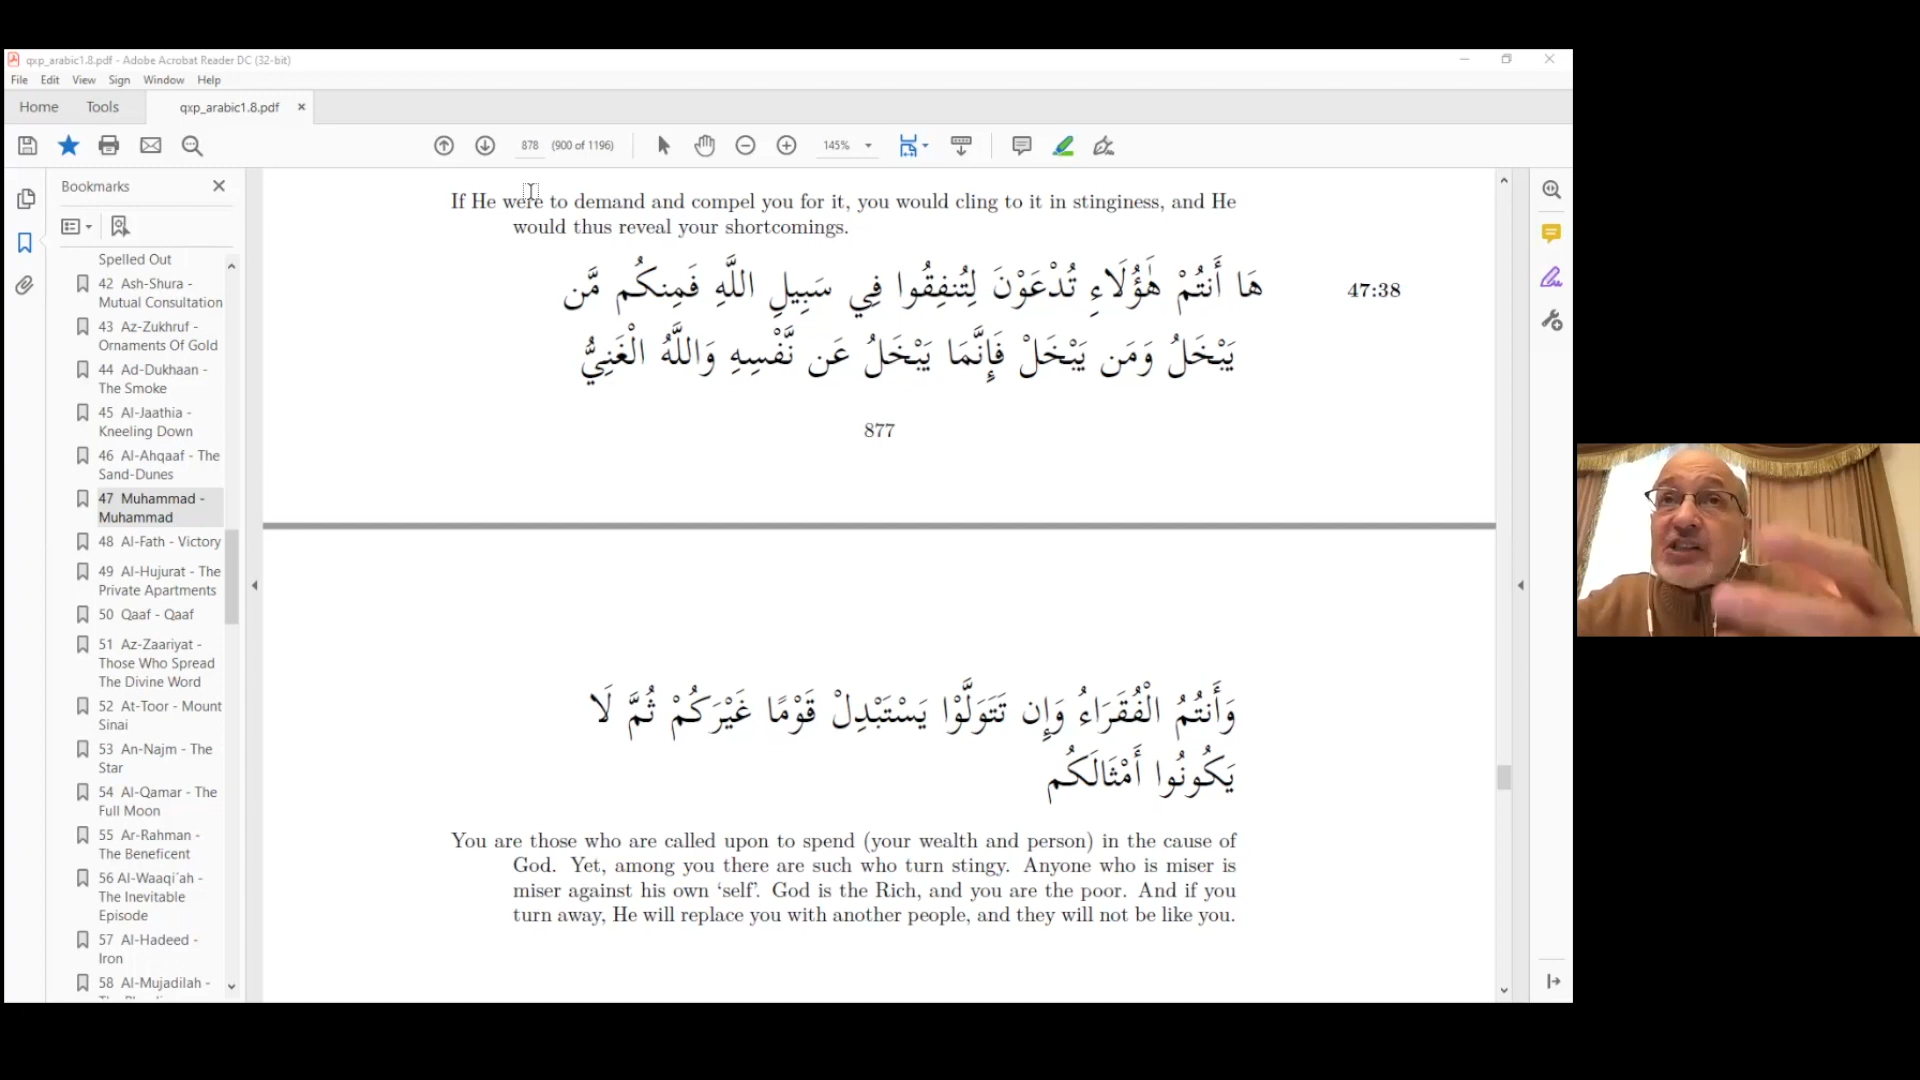 qxp_arabic1.8.pdf - Adobe Acrobat Reader DC (32-bit)
File Edit View Sign Window Help
Home Tools qxp_arabic1.8.pdf
878 (900 of 1196) 145%
Bookmarks
Spelled Out
42 Ash-Shura -
Mutual Consultation
43 Az-Zukhruf -
Ornaments Of Gold
44 Ad-Dukhaan -
The Smoke
45 Al-Jaathia -
Kneeling Down
46 Al-Ahqaaf - The
Sand-Dunes
47 Muhammad -
Muhammad
48 Al-Fath - Victory
49 Al-Hujurat - The
Private Apartments
50 Qaaf - Qaaf
51 Az-Zaariyat -
Those Who Spread
The Divine Word
52 At-Toor - Mount
Sinai
53 An-Najm - The
Star
54 Al-Qamar - The
Full Moon
55 Ar-Rahman -
The Beneficent
56 Al-Waaqi´ah -
The Inevitable
Episode
57 Al-Hadeed -
Iron
58 Al-Mujadilah -
If He were to demand and compel you for it, you would cling to it in stinginess, and He
would thus reveal your shortcomings.
47:38
هَا أَنتُمْ هَٰؤُلَاءِ تُدْعَوْنَ لِتُنفِقُوا فِي سَبِيلِ اللَّهِ فَمِنكُم مَّن
يَبْخَلُ وَمَن يَبْخَلْ فَإِنَّمَا يَبْخَلُ عَن نَّفْسِهِ وَاللَّهُ الْغَنِيُّ
877
وَأَنتُمُ الْفُقَرَاءُ وَإِن تَتَوَلَّوْا يَسْتَبْدِلْ قَوْمًا غَيْرَكُمْ ثُمَّ لَا
يَكُونُوا أَمْثَالَكُم
You are those who are called upon to spend (your wealth and person) in the cause of
God. Yet, among you there are such who turn stingy. Anyone who is miser is
miser against his own ‘self’. God is the Rich, and you are the poor. And if you
turn away, He will replace you with another people, and they will not be like you.